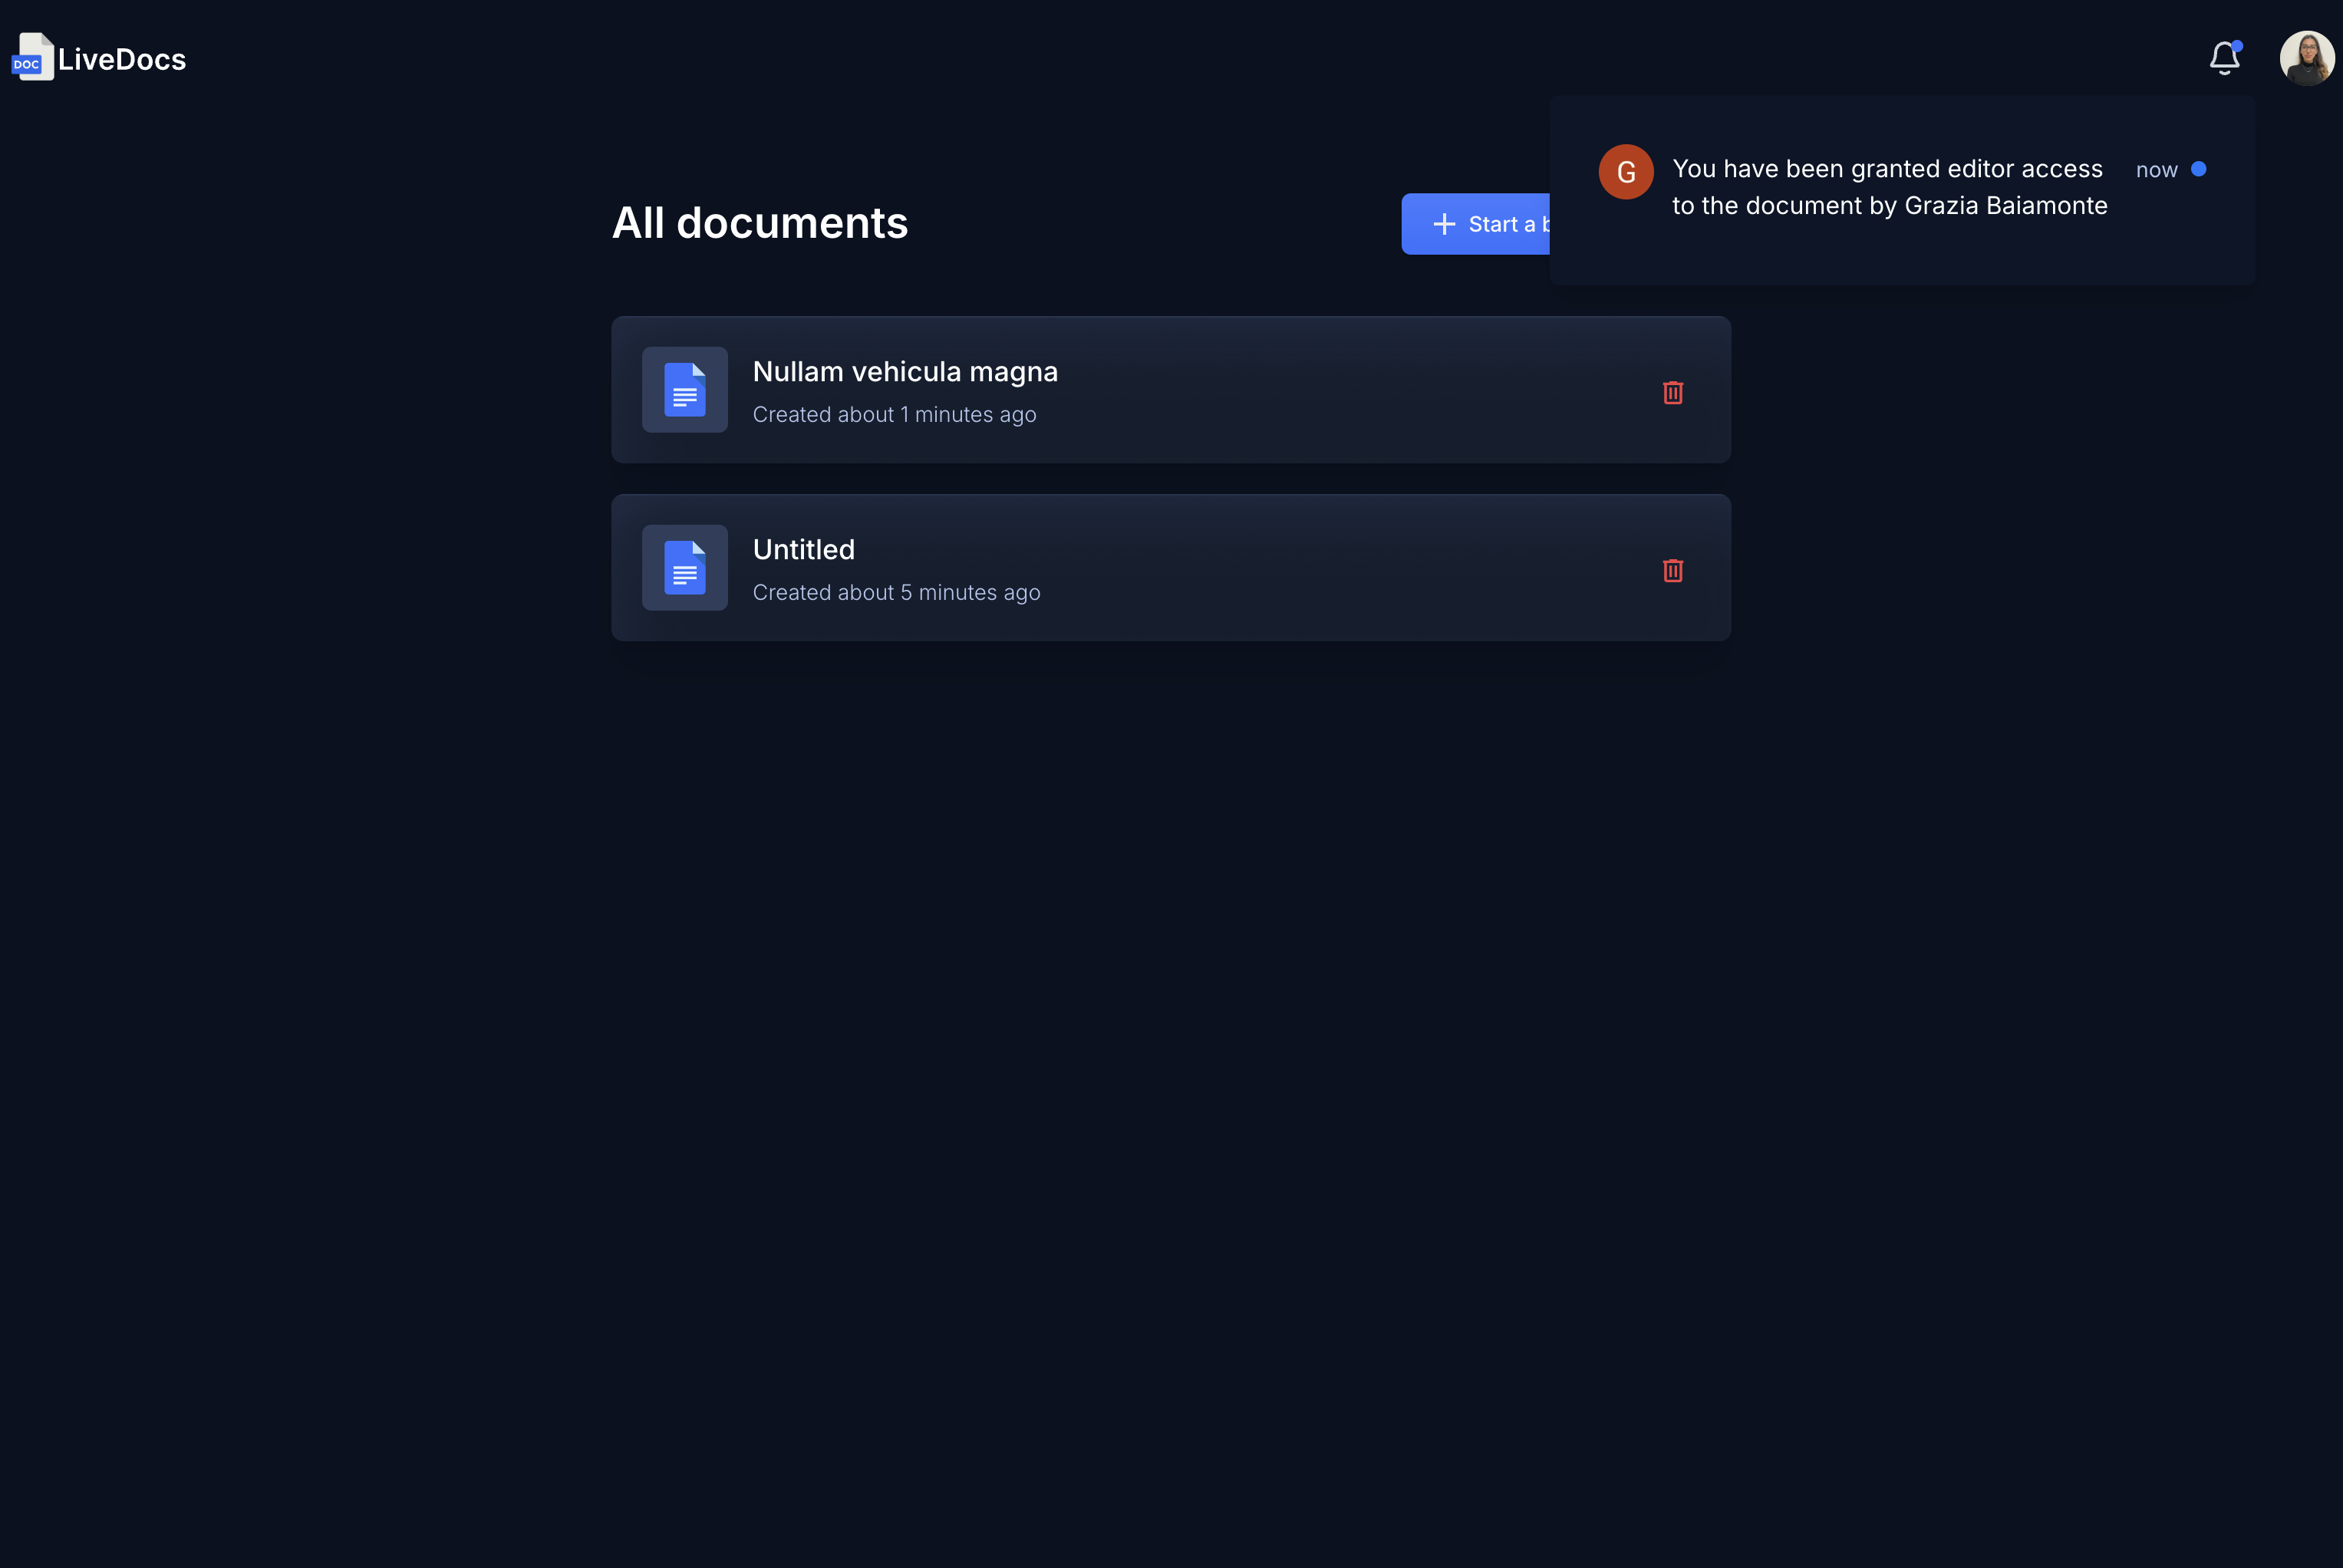 DOC
LiveDocs
You have been granted editor access
now
to the document by Grazia Baiamonte
G
All documents
Start a
Nullam vehicula magna
Created about 1 minutes ago
Untitled
Created about 5 minutes ago